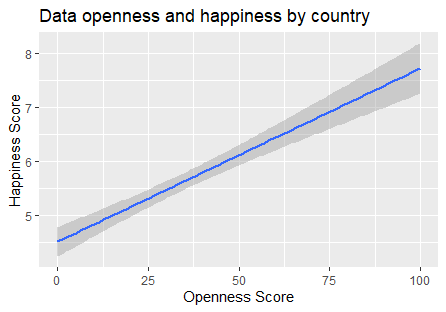 Data openness and happiness by country
Happiness Score
8
7
6
5
0 25 50 75 100
Openness Score